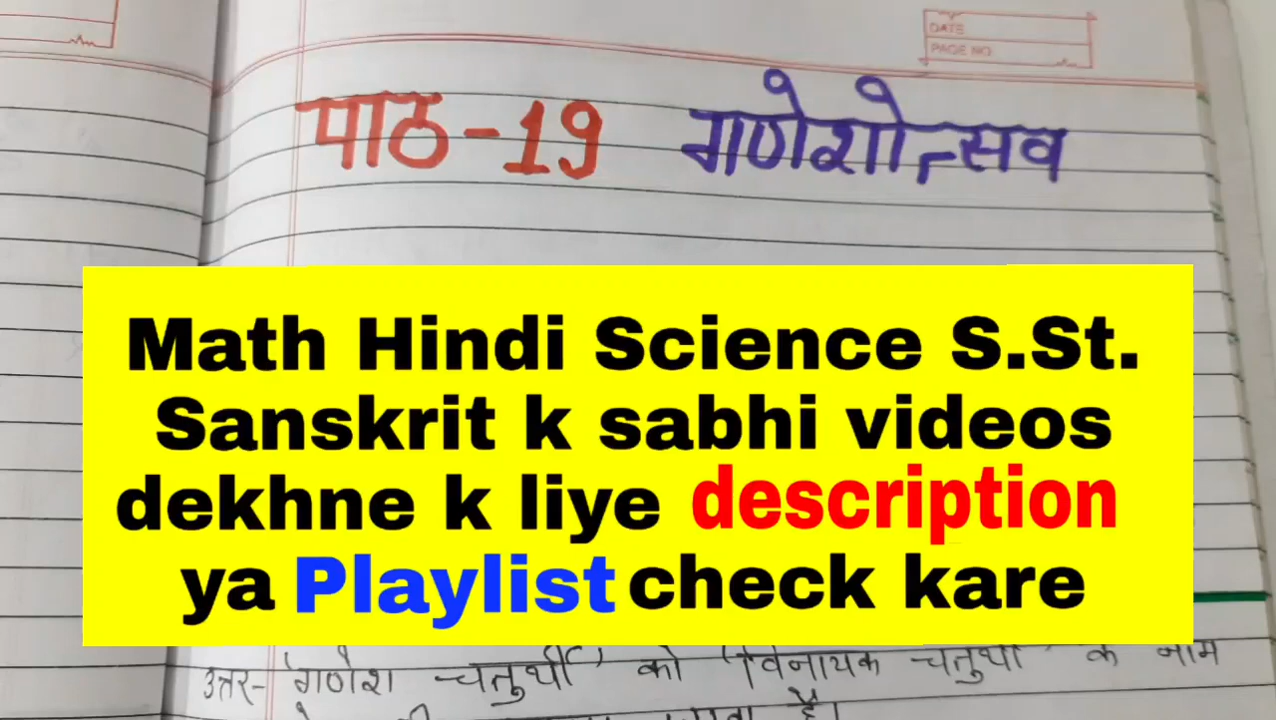 DATE
PAGE NO
पाठ-19 गणेशोत्सव
Math Hindi Science S.St.
Sanskrit k sabhi videos
dekhne k liye description
ya Playlist check kare
उत्तर- 'गणेश चतुर्थी' को 'विनायक चतुर्थी' के नाम
है।